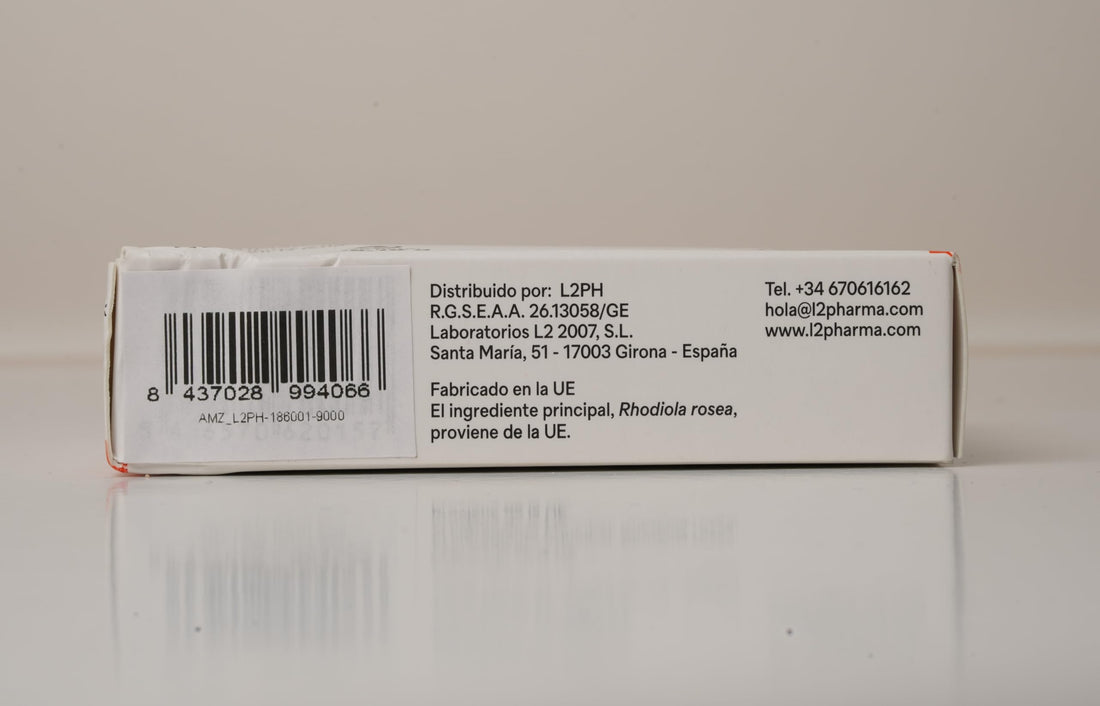 8 437028 994066
AMZ_L2PH-186001-9000
Distribuido por: L2PH
R.G.S.E.A.A. 26.13058/GE
Laboratorios L2 2007, S.L.
Santa María, 51 - 17003 Girona - España
Fabricado en la UE
El ingrediente principal, Rhodiola rosea,
proviene de la UE.
Tel. +34 670616162
hola@l2pharma.com
www.l2pharma.com